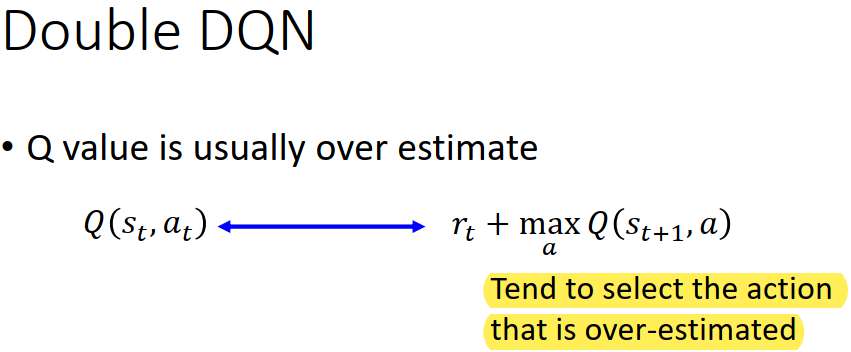 Double DQN
• Q value is usually over estimate
Q(s_t, a_t) ⟷ r_t + max_a Q(s_{t+1}, a)
Tend to select the action
that is over-estimated